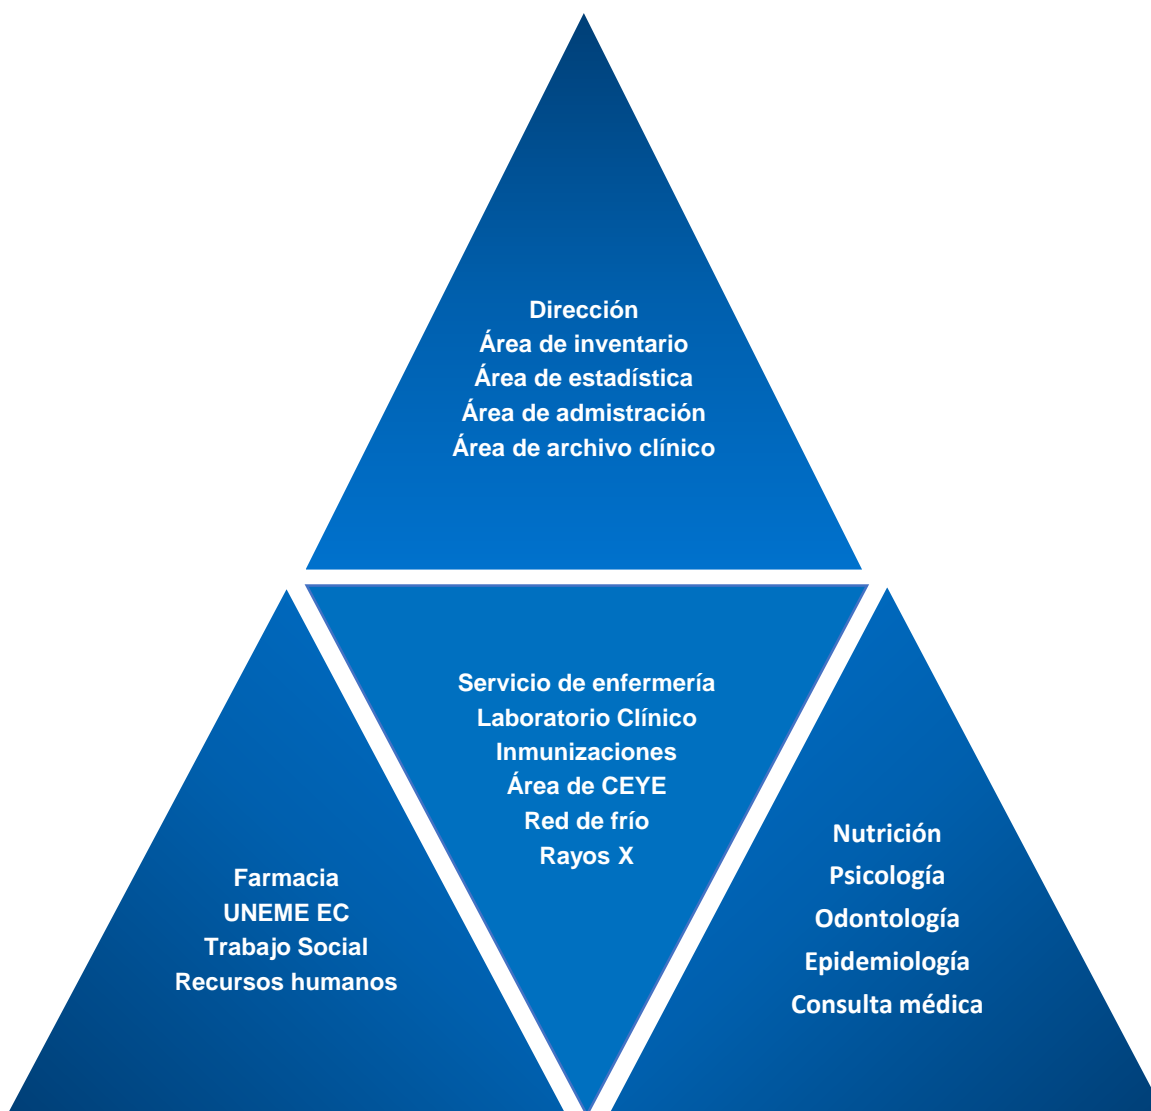 Dirección
Área de inventario
Área de estadística
Área de admistración
Área de archivo clínico
Servicio de enfermería
Laboratorio Clínico
Inmunizaciones
Área de CEYE
Red de frío
Rayos X
Farmacia
UNEME EC
Trabajo Social
Recursos humanos
Nutrición
Psicología
Odontología
Epidemiología
Consulta médica